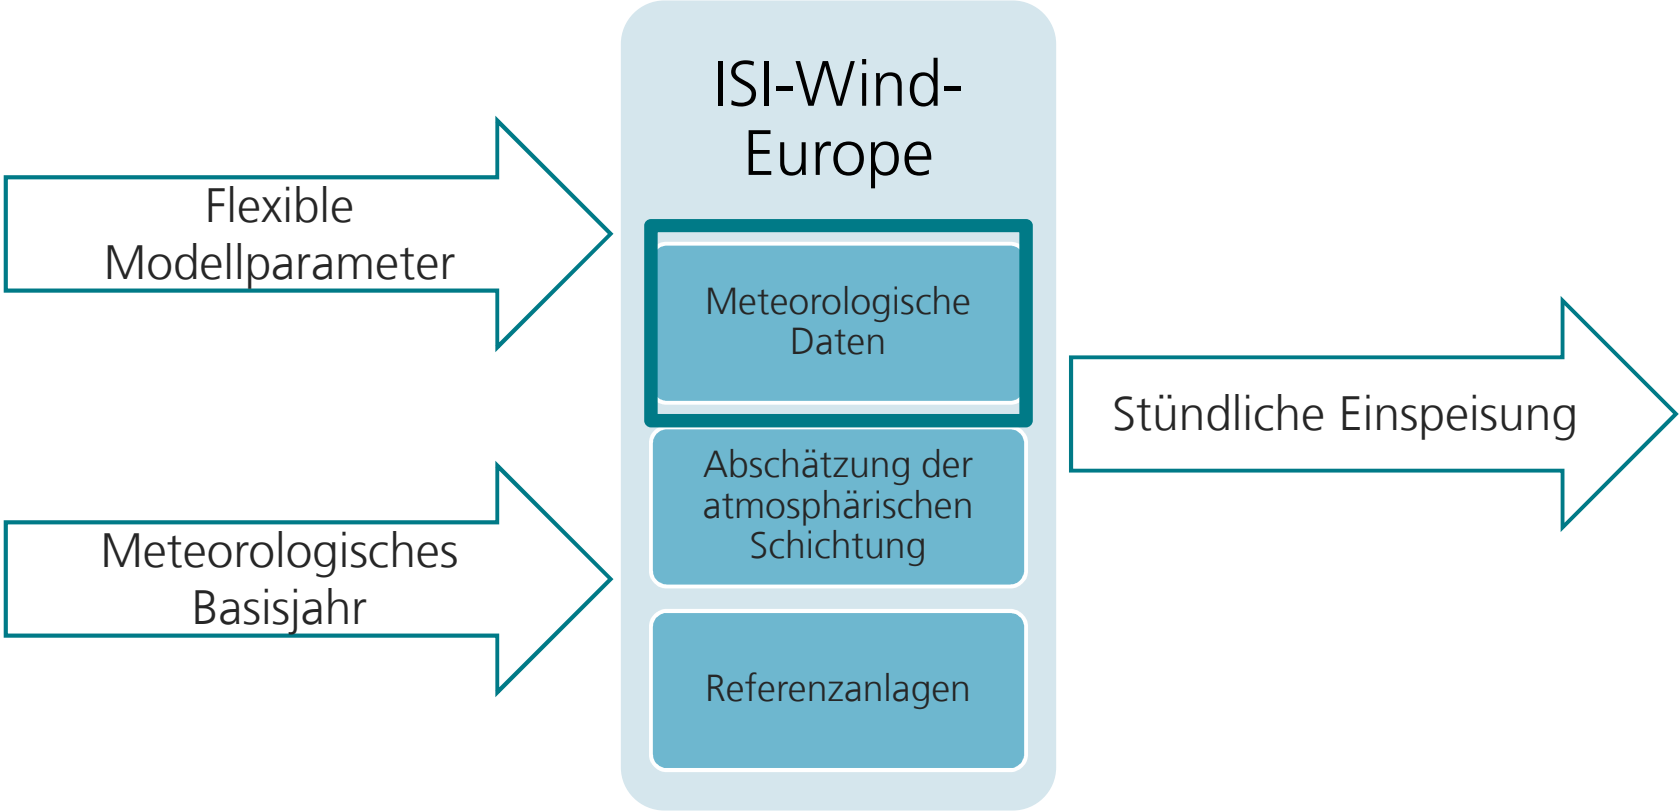 Flexible
Modellparameter
Meteorologisches
Basisjahr
ISI-Wind-
Europe
Meteorologische
Daten
Abschätzung der
atmosphärischen
Schichtung
Referenzanlagen
Stündliche Einspeisung